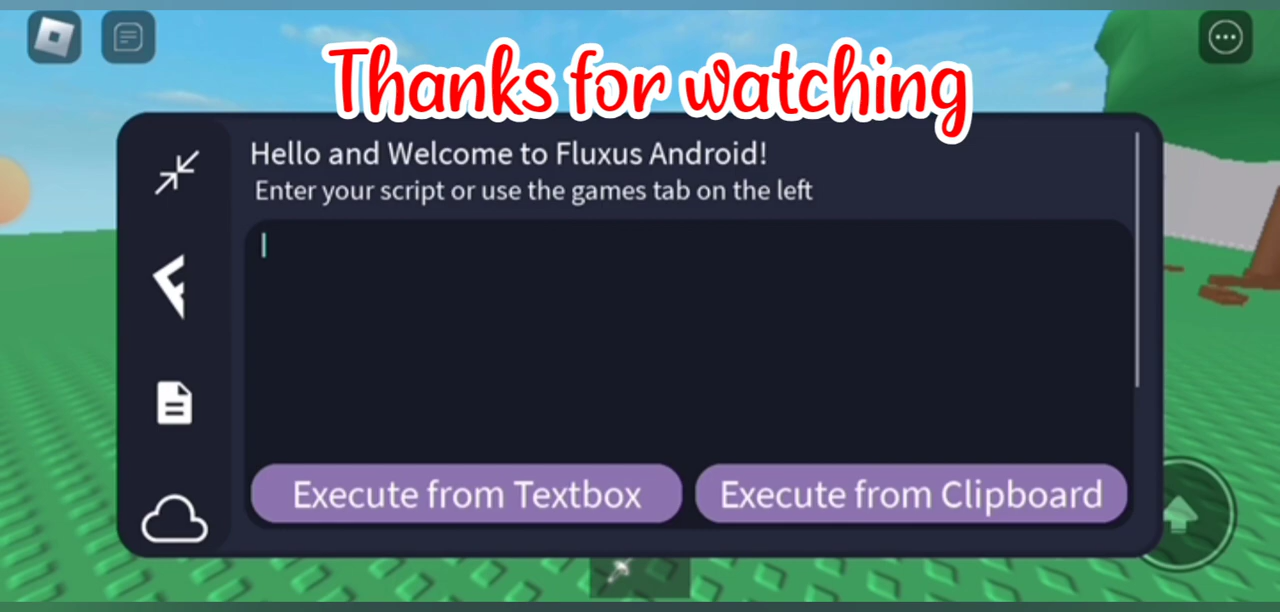 Thanks for watching
Hello and Welcome to Fluxus Android!
Enter your script or use the games tab on the left
Execute from Textbox
Execute from Clipboard